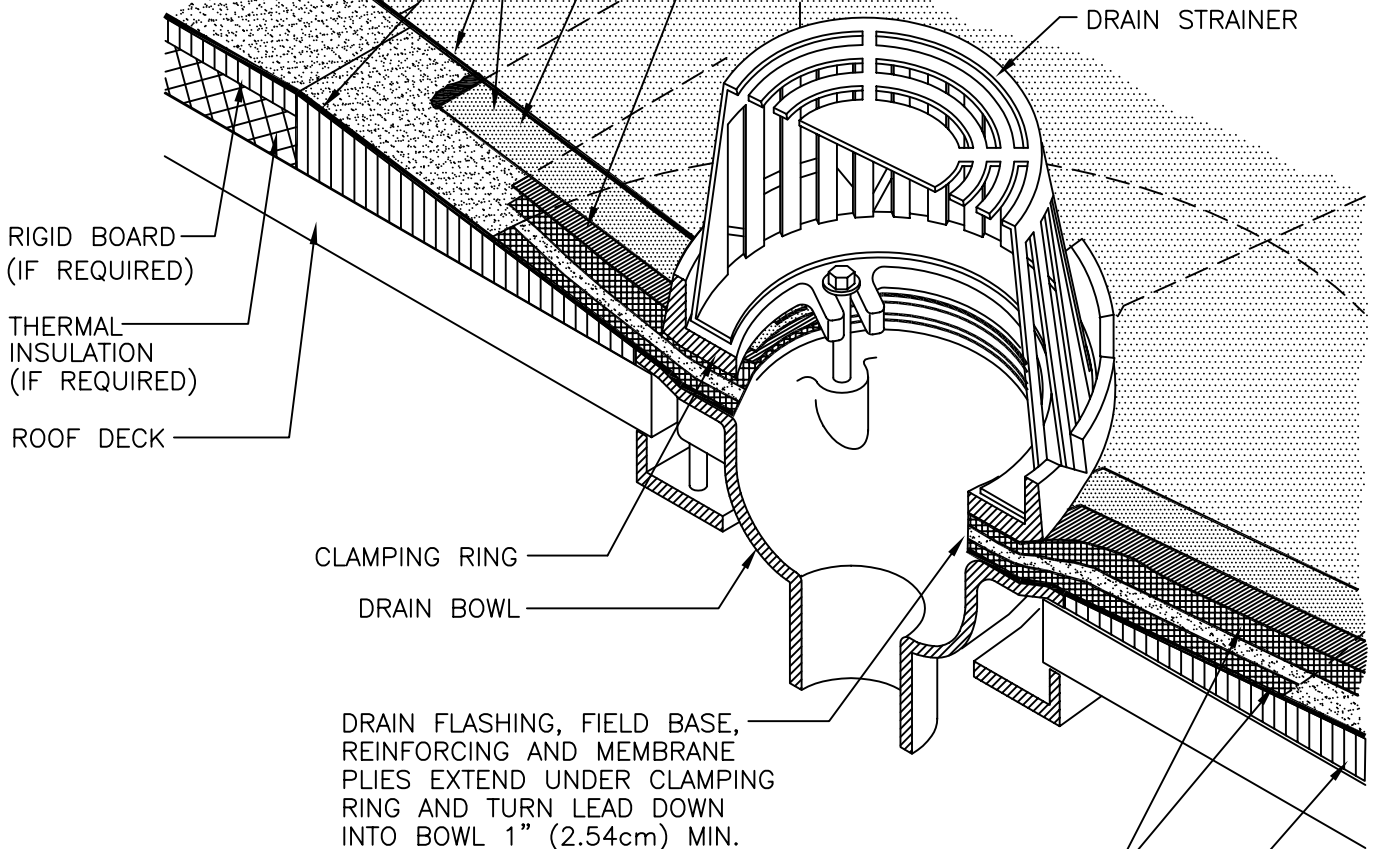 DRAIN STRAINER
RIGID BOARD
(IF REQUIRED)
THERMAL
INSULATION
(IF REQUIRED)
ROOF DECK
CLAMPING RING
DRAIN BOWL
DRAIN FLASHING, FIELD BASE,
REINFORCING AND MEMBRANE
PLIES EXTEND UNDER CLAMPING
RING AND TURN LEAD DOWN
INTO BOWL 1” (2.54cm) MIN.